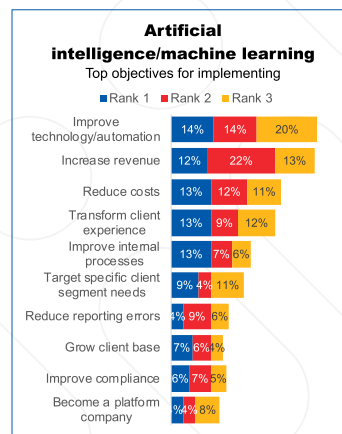 Artificial
intelligence/machine learning
Top objectives for implementing
Rank 1 Rank 2 Rank 3
Improve
technology/automation
14% 14% 20%
Increase revenue 12% 22% 13%
Reduce costs 13% 12% 11%
Transform client
experience
13% 9% 12%
Improve internal
processes
13% 7% 6%
Target specific client
segment needs
9% 4% 11%
Reduce reporting errors 4% 9% 6%
Grow client base 7% 6% 4%
Improve compliance 6% 7% 5%
Become a platform
company
4% 8%